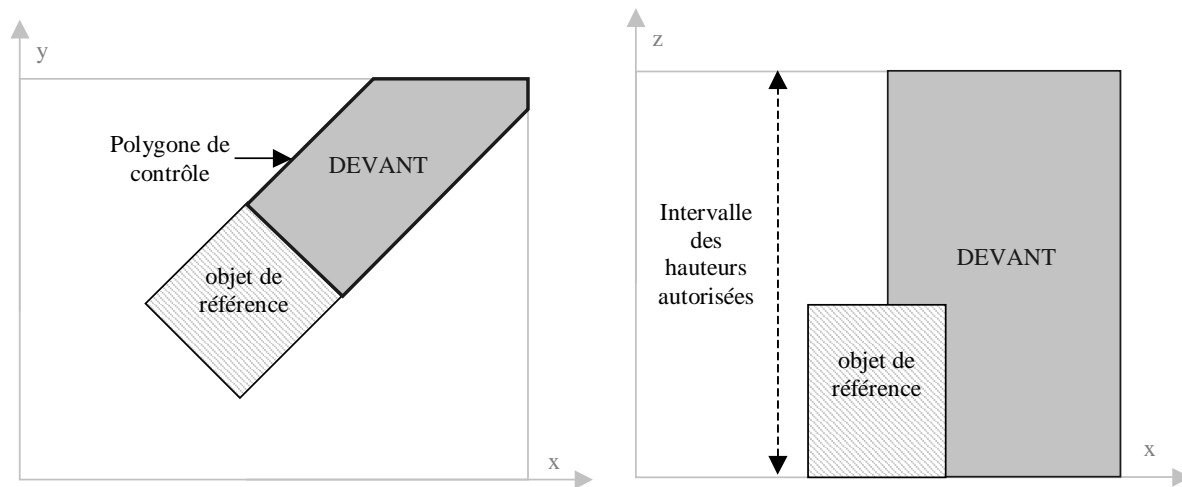 y
Polygone de
contrôle
DEVANT
objet de
référence
x
z
Intervalle
des
hauteurs
autorisées
DEVANT
objet de
référence
x